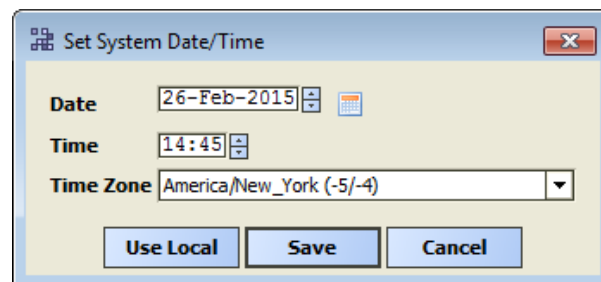 Set System Date/Time
Date 26-Feb-2015
Time 14:45
Time Zone America/New_York (-5/-4)
Use Local Save Cancel